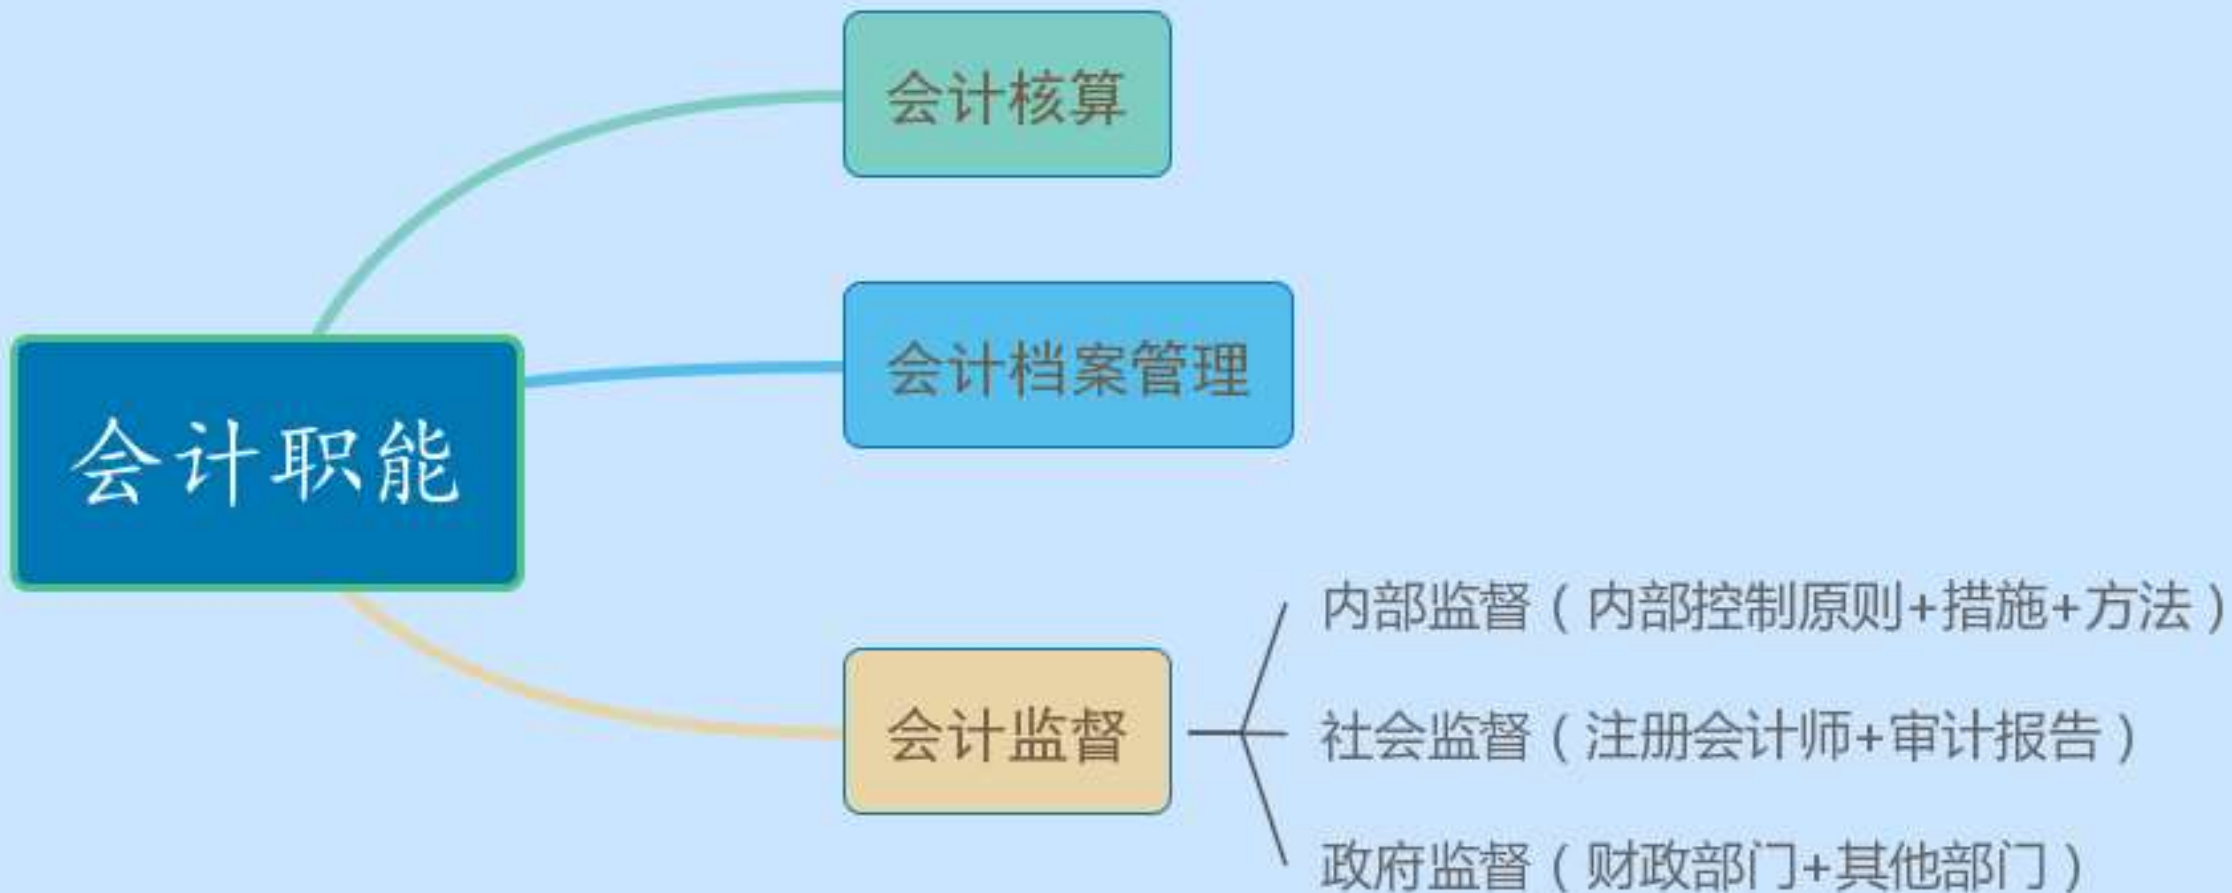 会计核算
会计档案管理
会计职能
内部监督（内部控制原则+措施+方法）
会计监督
社会监督（注册会计师+审计报告）
政府监督（财政部门+其他部门）